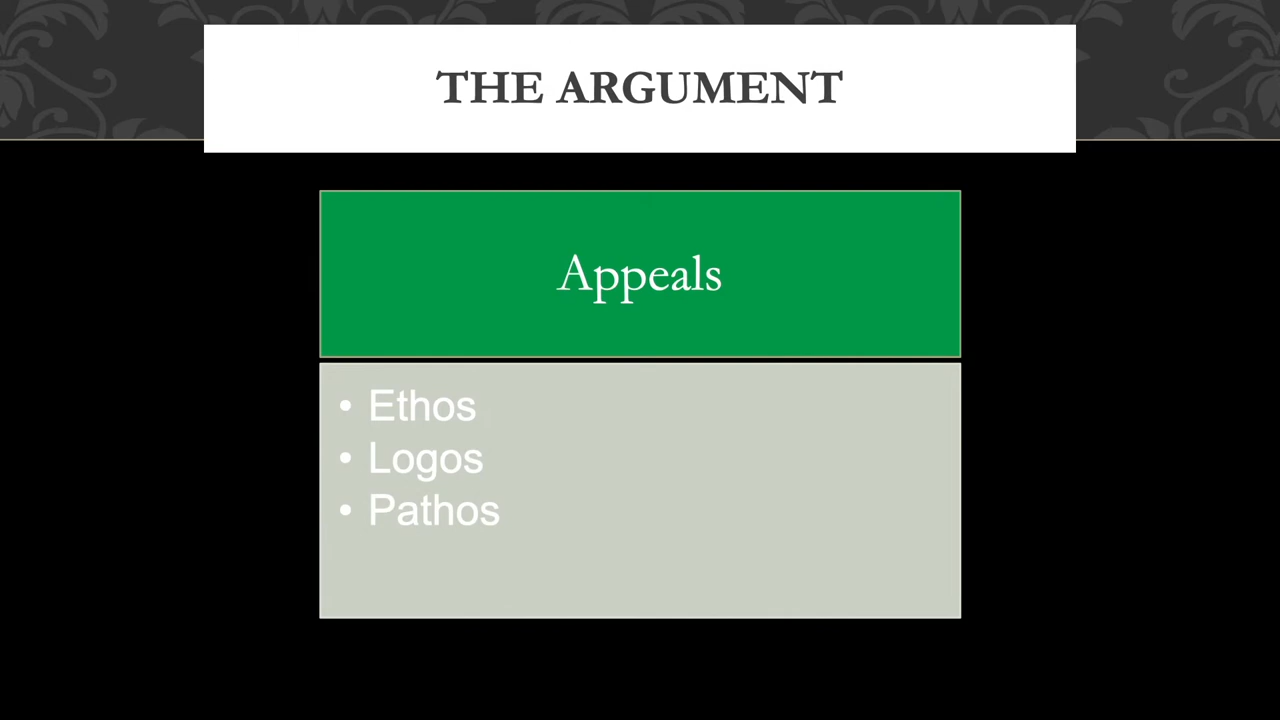 THE ARGUMENT
Appeals
• Ethos
• Logos
• Pathos